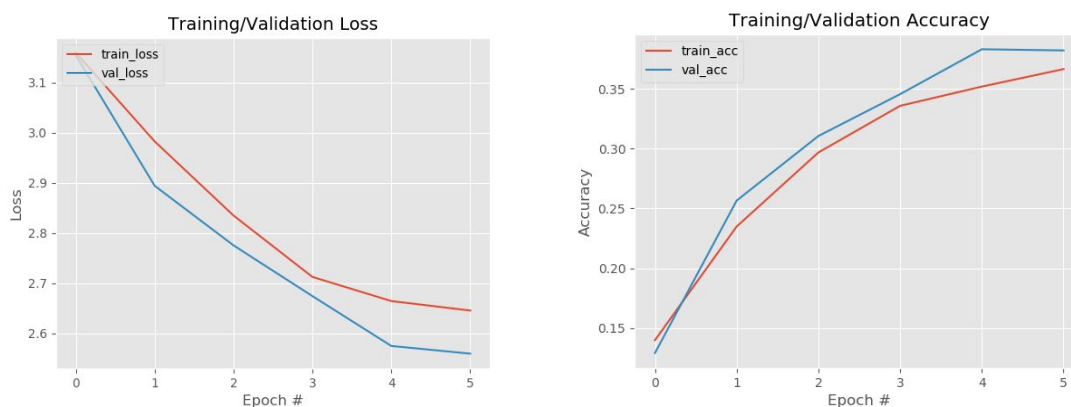 Training/Validation Loss
train_loss
val_loss
3.1
3.0
2.9
2.8
2.7
2.6
Loss
0 1 2 3 4 5
Epoch #
Training/Validation Accuracy
train_acc
val_acc
0.35
0.30
0.25
0.20
0.15
Accuracy
0 1 2 3 4 5
Epoch #